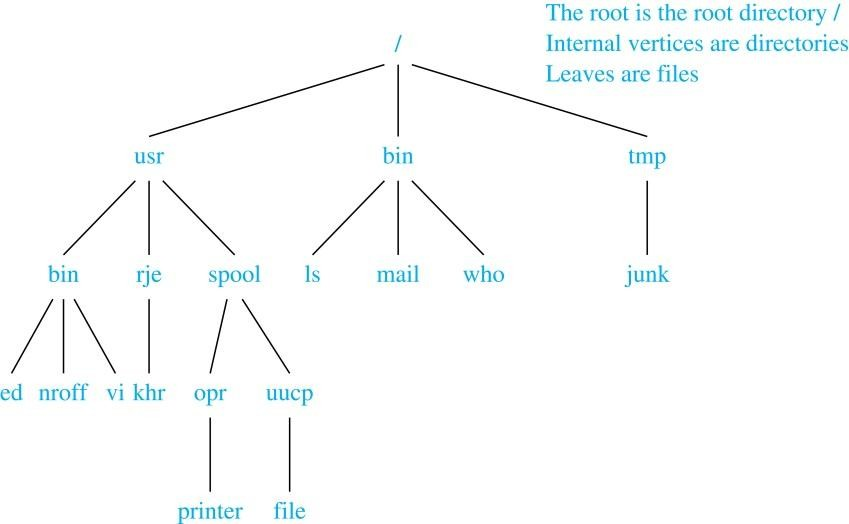 The root is the root directory /
Internal vertices are directories
Leaves are files
/
usr bin tmp
bin rje spool ls mail who junk
ed nroff vi khr opr uucp
printer file